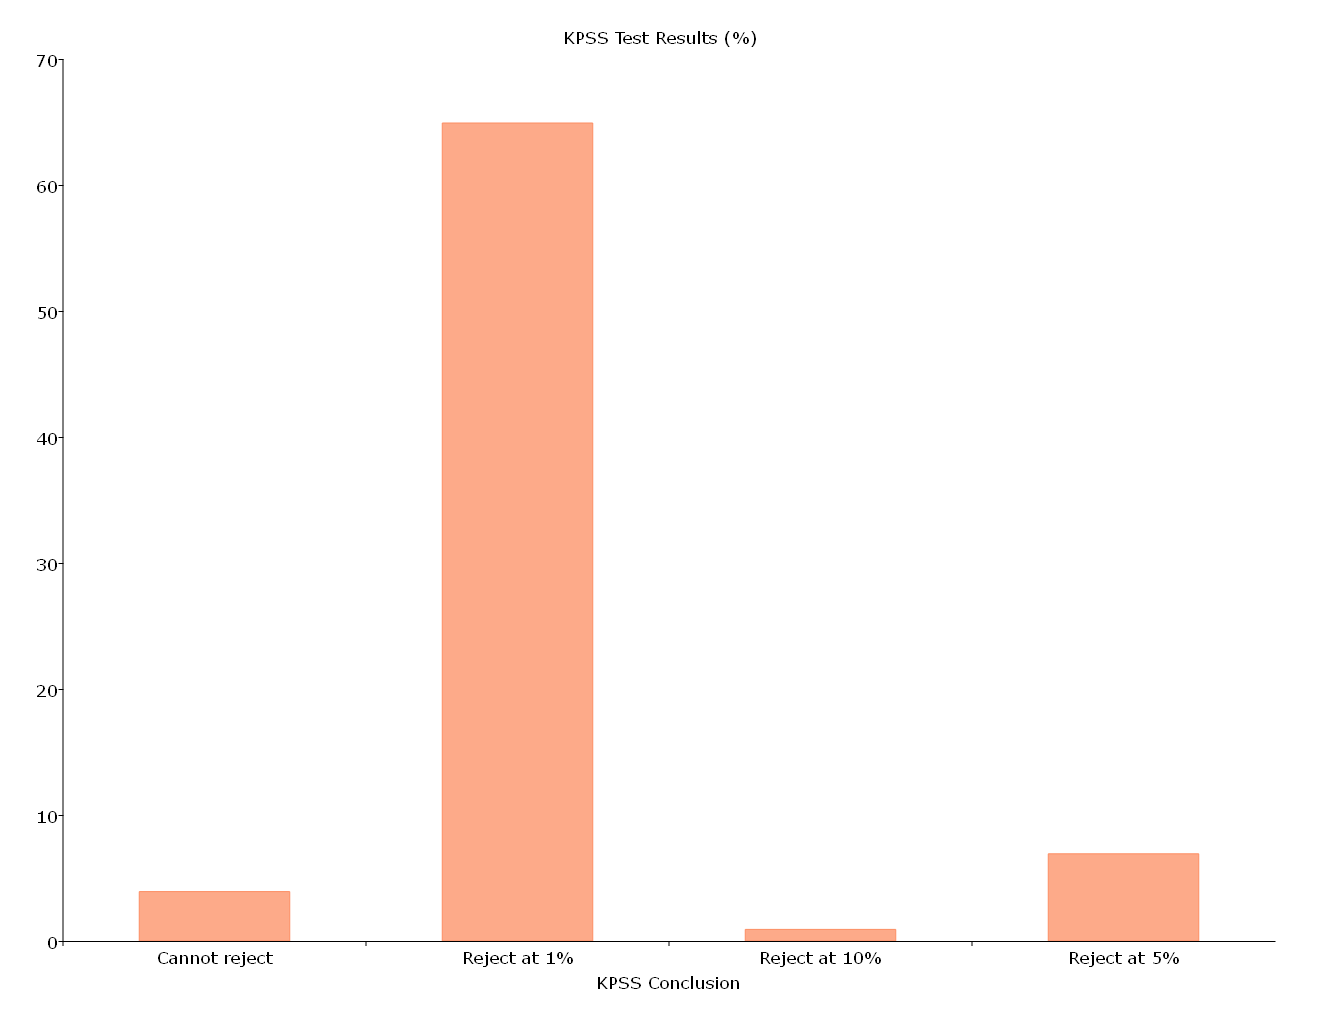 KPSS Test Results (%)
70
60
50
40
30
20
10
0
Cannot reject
Reject at 1%
Reject at 10%
Reject at 5%
KPSS Conclusion